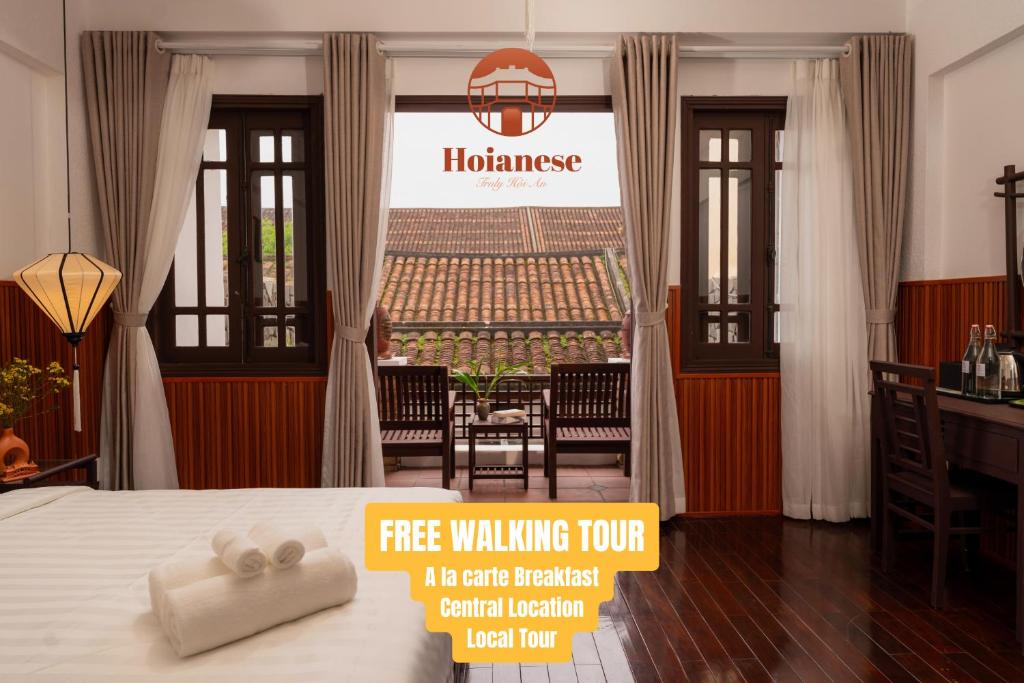 Hoianese
Truly Hội An
FREE WALKING TOUR
A la carte Breakfast
Central Location
Local Tour